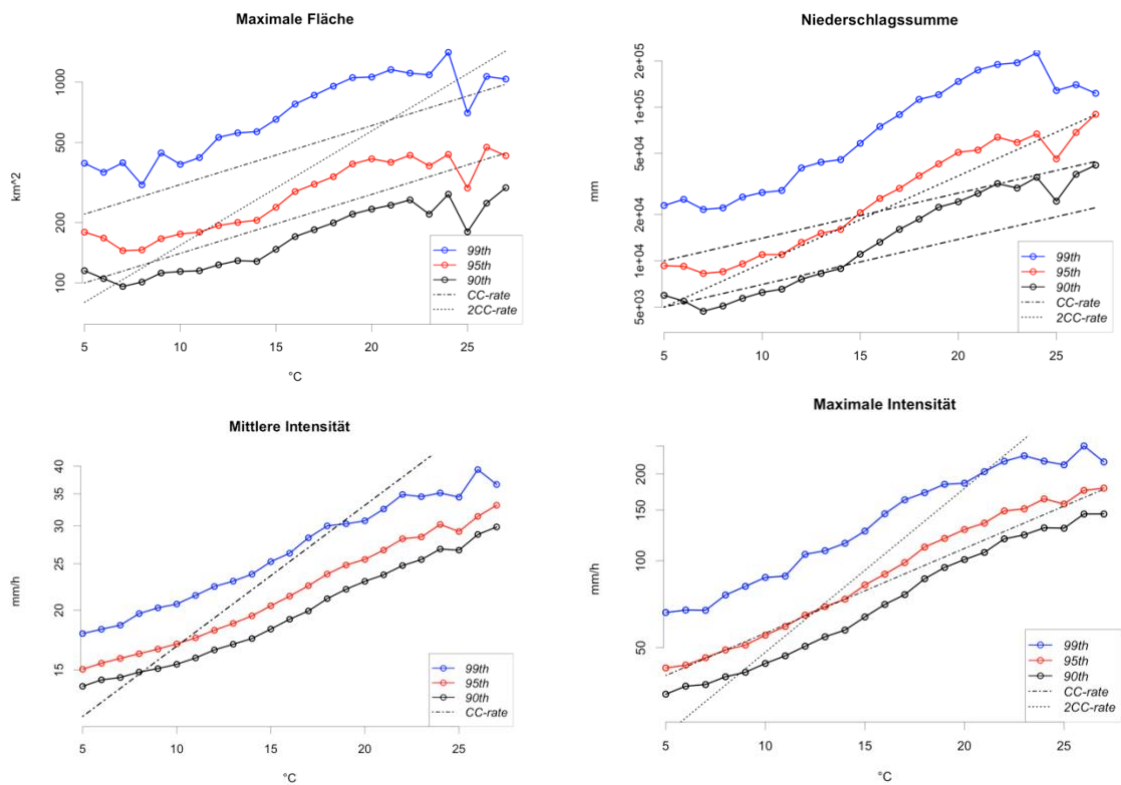 Maximale Fläche
km^2
1000
500
200
100
99th
95th
90th
CC-rate
2CC-rate
5
10
15
20
25
°C
Niederschlagssumme
mm
2e+05
1e+05
5e+04
2e+04
1e+04
5e+03
99th
95th
90th
CC-rate
2CC-rate
5
10
15
20
25
Mittlere Intensität
mm/h
40
35
30
25
20
15
99th
95th
90th
CC-rate
5
10
15
20
25
°C
Maximale Intensität
mm/h
200
150
100
50
99th
95th
90th
CC-rate
2CC-rate
5
10
15
20
25
°C